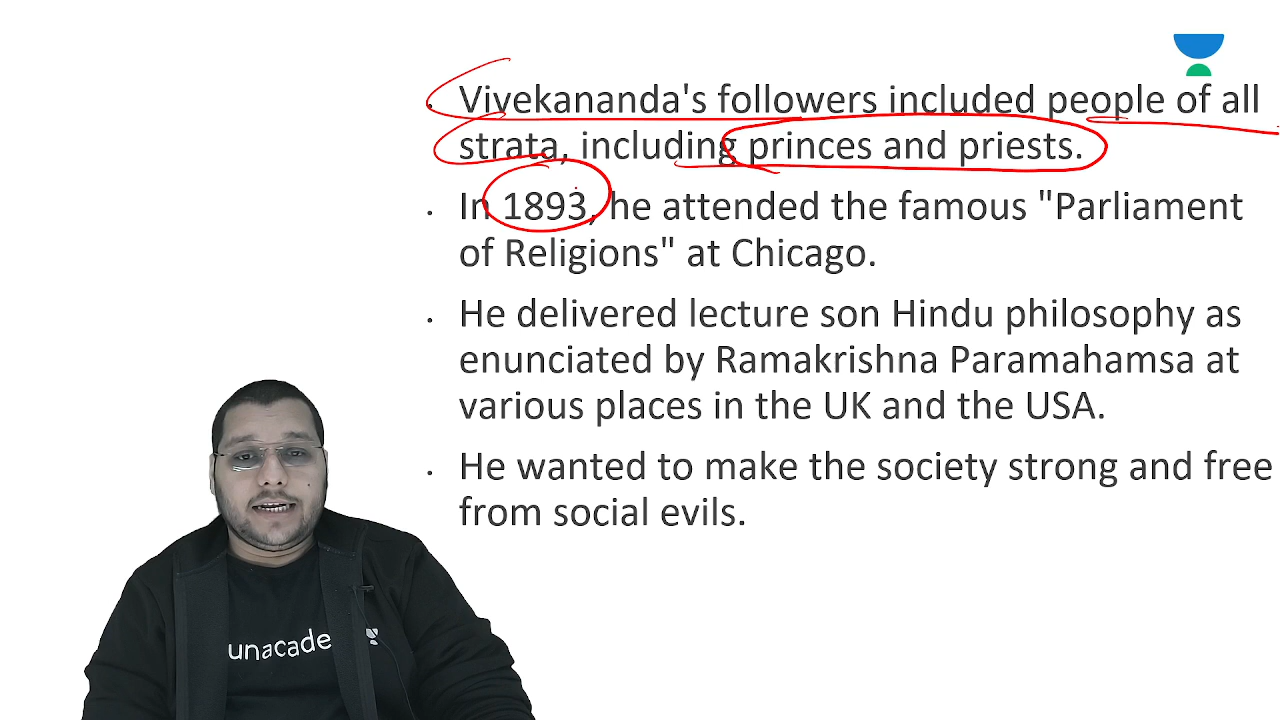 Vivekananda's followers included people of all
strata, including princes and priests.
In 1893, he attended the famous "Parliament
of Religions" at Chicago.
He delivered lecture son Hindu philosophy as
enunciated by Ramakrishna Paramahamsa at
various places in the UK and the USA.
He wanted to make the society strong and free
from social evils.
unacade